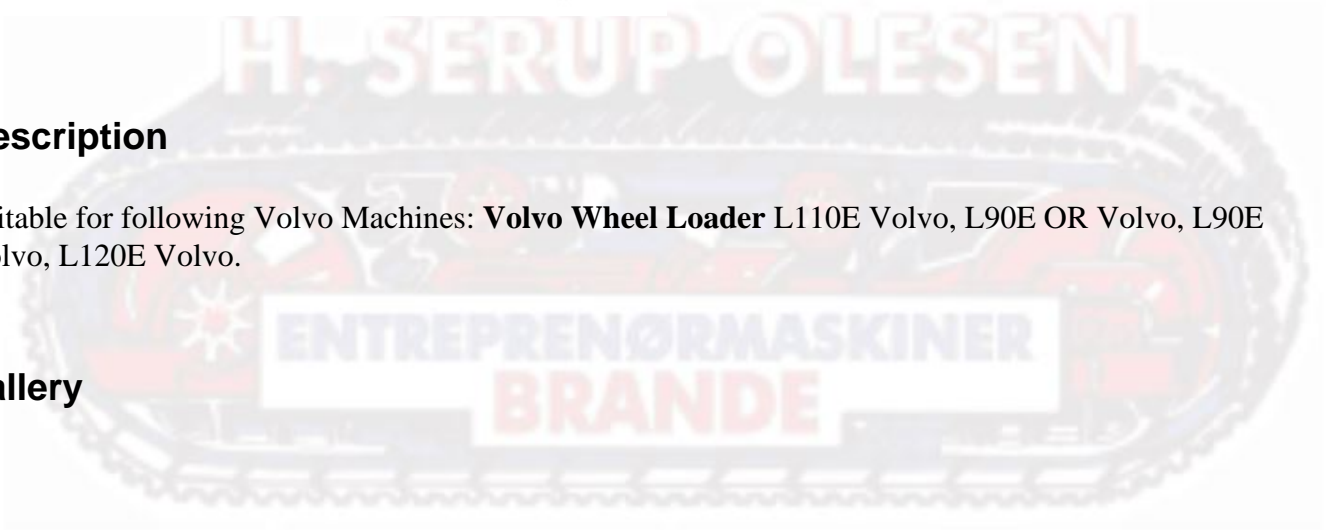 H. SERUP OLESEN
escription
itable for following Volvo Machines: Volvo Wheel Loader L110E Volvo, L90E OR Volvo, L90E
olvo, L120E Volvo.
ENTREPRENØRMASKINER
allery
BRANDE